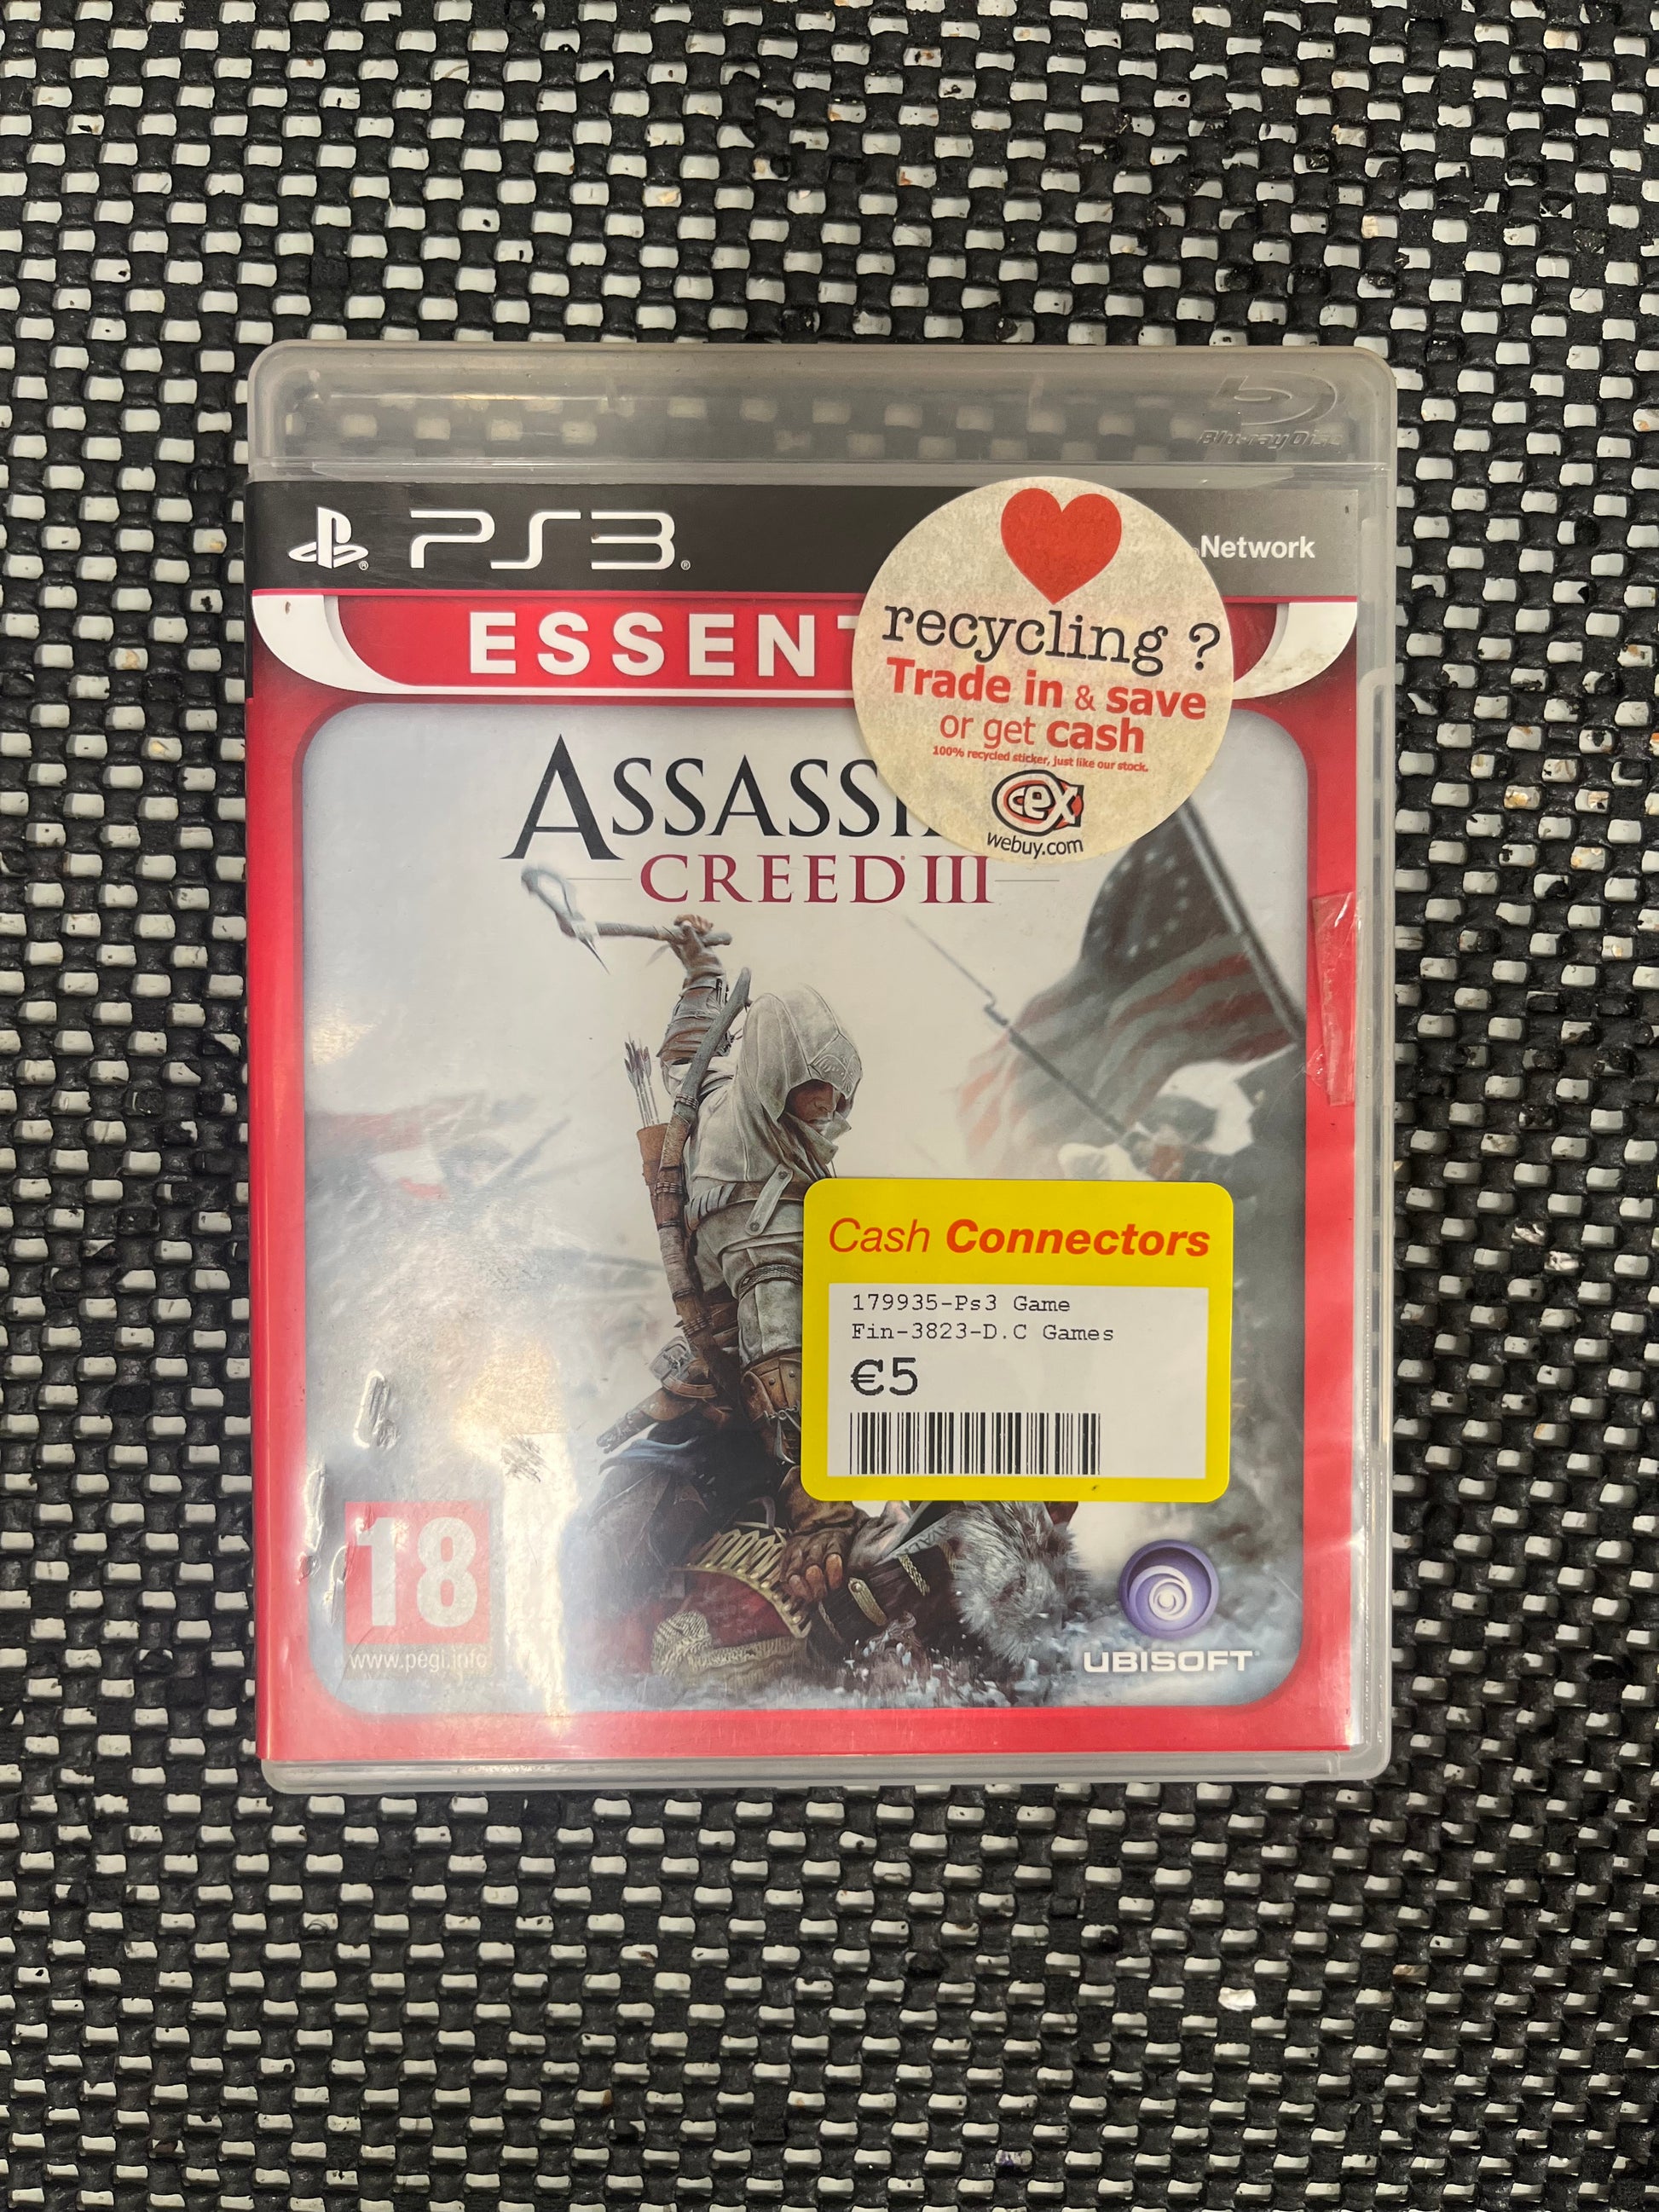 Blu-ray Disc
PS3
Network
ESSENT
recycling ?
Trade in & save
or get cash
100% recycled sticker, just like our stock.
cex
webuy.com
ASSASSI
CREED III
Cash Connectors
179935-Ps3 Game
Fin-3823-D.C Games
€5
18
www.pegi.info
UBISOFT